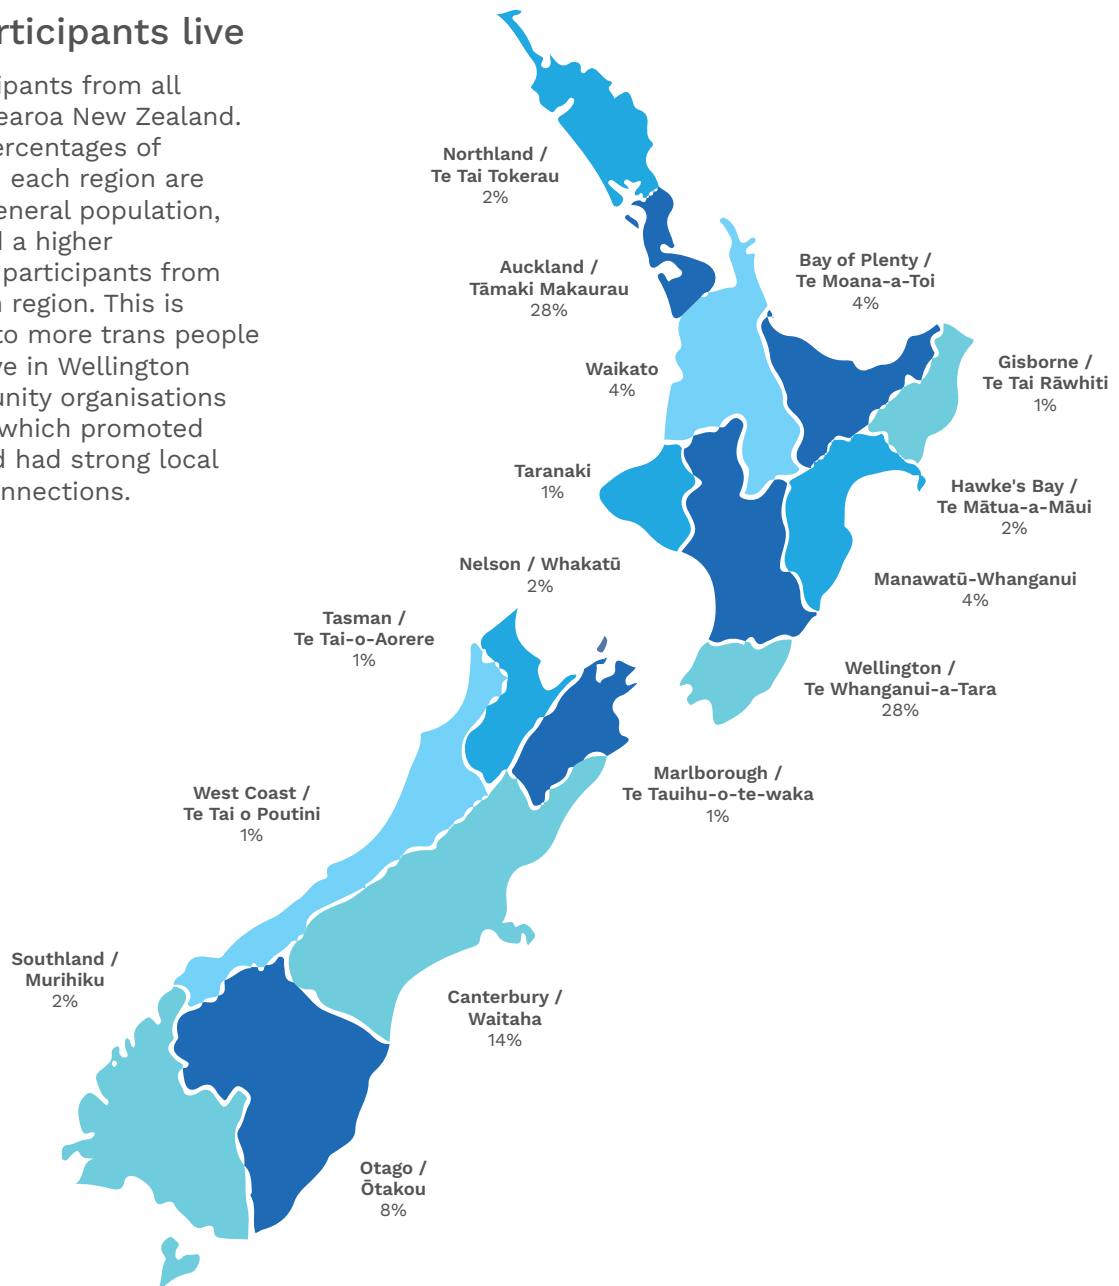 rticipants live
ipants from all
earoa New Zealand.
ercentages of
each region are
eneral population,
d a higher
participants from
n region. This is
to more trans people
ve in Wellington
unity organisations
which promoted
d had strong local
nnections.
Northland /
Te Tai Tokerau
2%
Auckland /
Tāmaki Makaurau
28%
Waikato
4%
Bay of Plenty /
Te Moana-a-Toi
4%
Gisborne /
Te Tai Rāwhiti
1%
Taranaki
1%
Hawke's Bay /
Te Mātua-a-Māui
2%
Manawatū-Whanganui
4%
Nelson / Whakatū
2%
Tasman /
Te Tai-o-Aorere
1%
Wellington /
Te Whanganui-a-Tara
28%
Marlborough /
Te Tauihu-o-te-waka
1%
West Coast /
Te Tai o Poutini
1%
Southland /
Murihiku
2%
Canterbury /
Waitaha
14%
Otago /
Ōtakou
8%